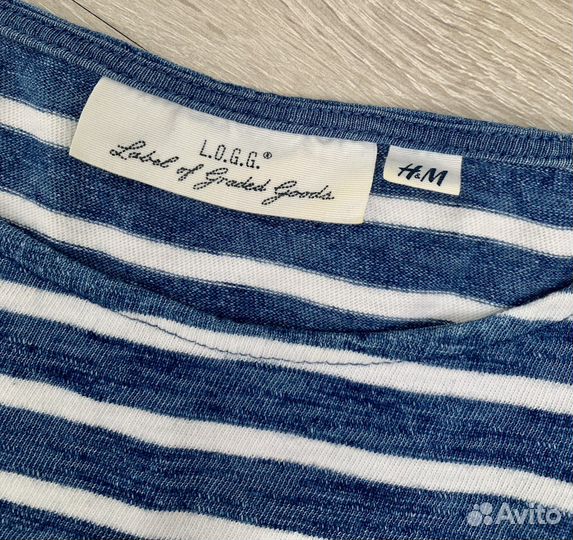 L.O.G.G.®
Label of Graded Goods
H&M
Avito